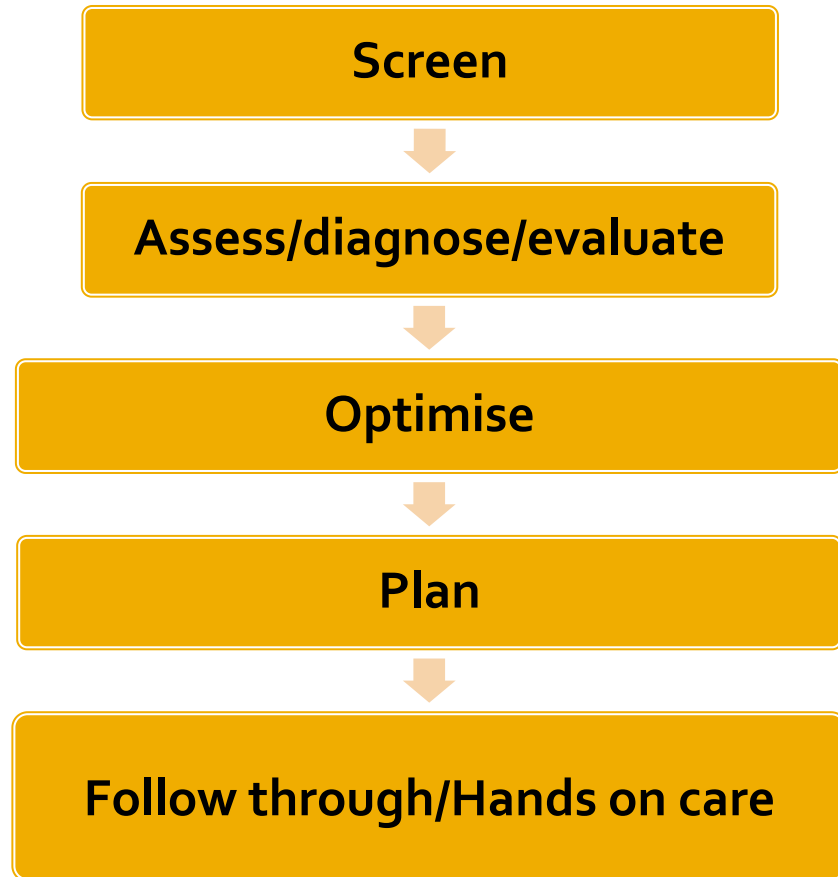 Screen
Assess/diagnose/evaluate
Optimise
Plan
Follow through/Hands on care